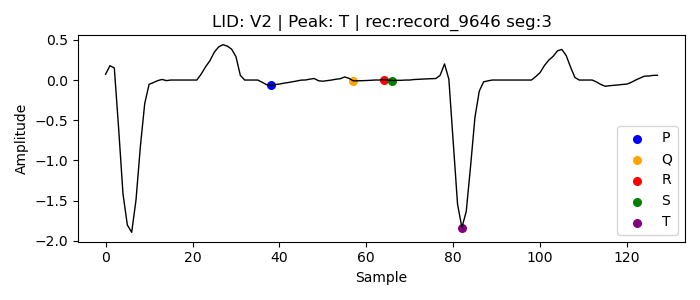 LID: V2 | Peak: T | rec:record_9646 seg:3
Amplitude
0.5
0.0
−0.5
−1.0
−1.5
−2.0
0 20 40 60 80 100 120
Sample
P
Q
R
S
T